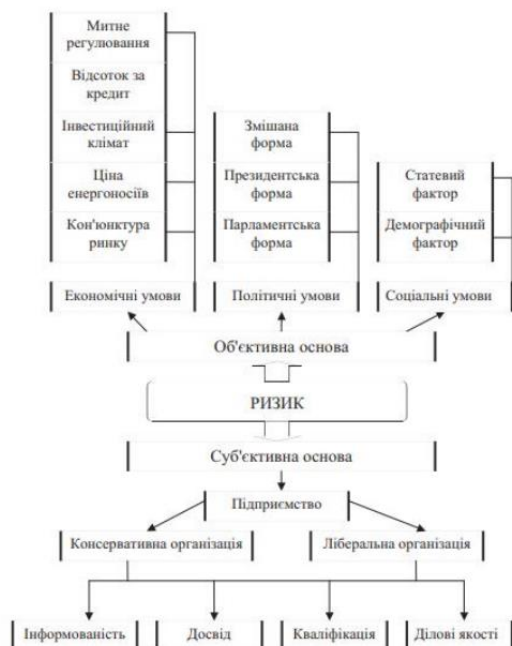 Митне
регулювання
Відсоток за
кредит
Інвестиційний
клімат
Ціна
енергоносіїв
Кон'юнктура
ринку
Змішана
форма
Президентська
форма
Парламентська
форма
Статевий
фактор
Демографічний
фактор
Економічні умови
Політичні умови
Соціальні умови
Об'єктивна основа
РИЗИК
Суб'єктивна основа
Підприємство
Консервативна організація
Ліберальна організація
Інформованість
Досвід
Кваліфікація
Ділові якості